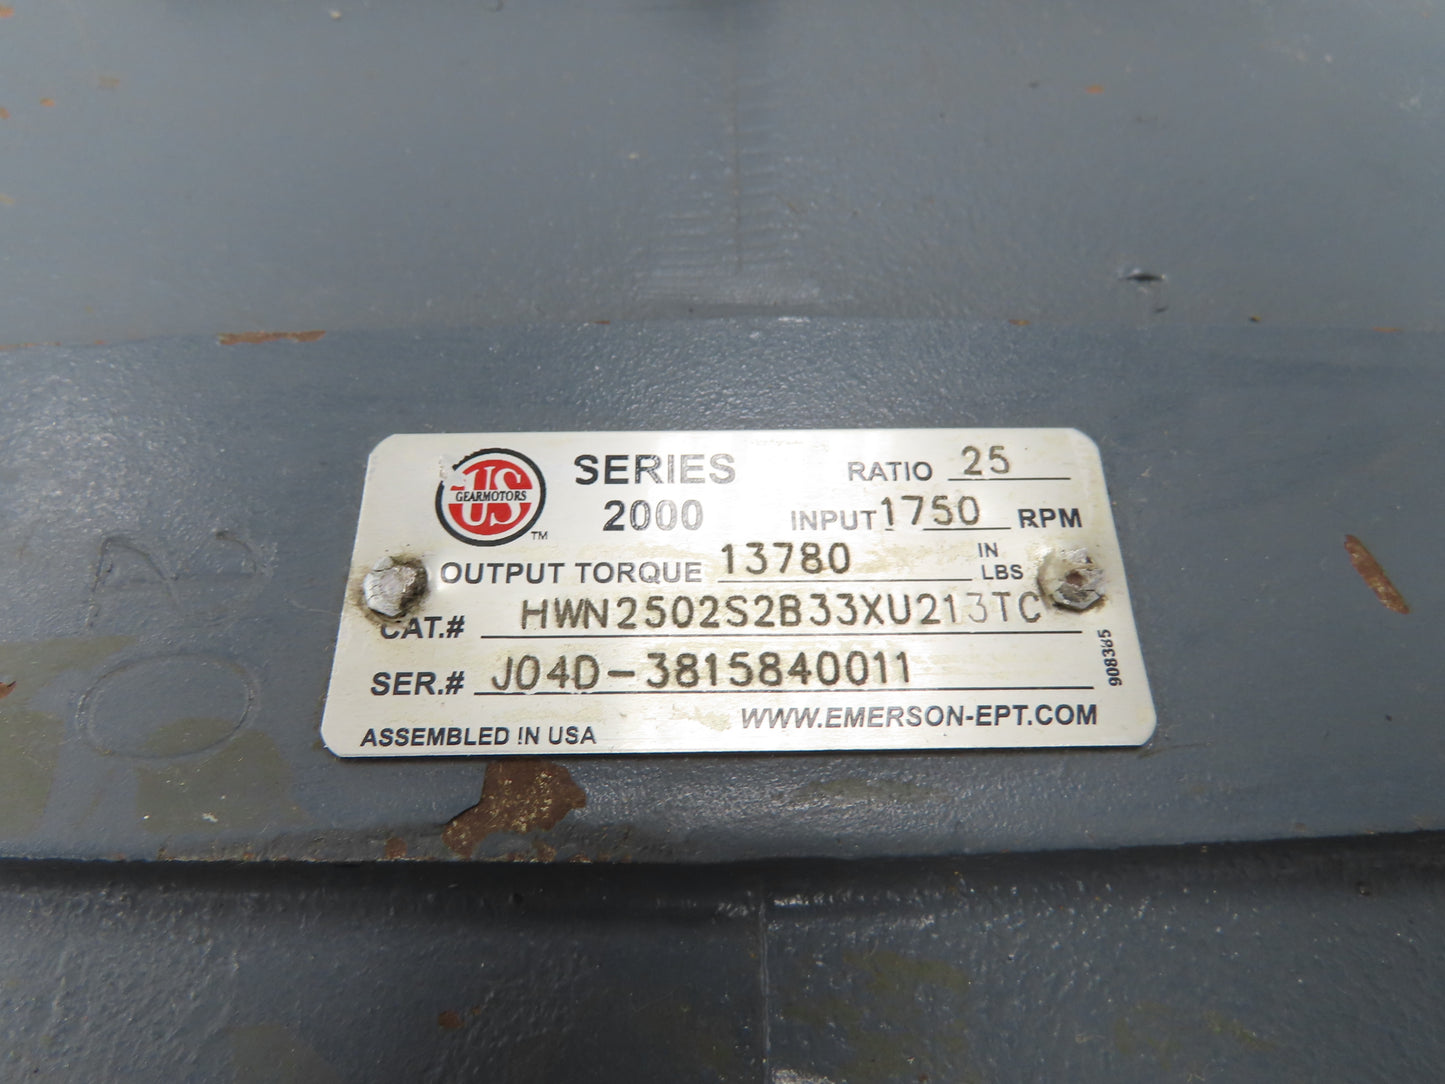 US
GEARMOTORS
TM
SERIES
2000
RATIO 25
INPUT 1750 RPM
OUTPUT TORQUE 13780 IN LBS
CAT.# HWN2502S2B33XU213TC
SER.# J04D-3815840011
908385
WWW.EMERSON-EPT.COM
ASSEMBLED IN USA